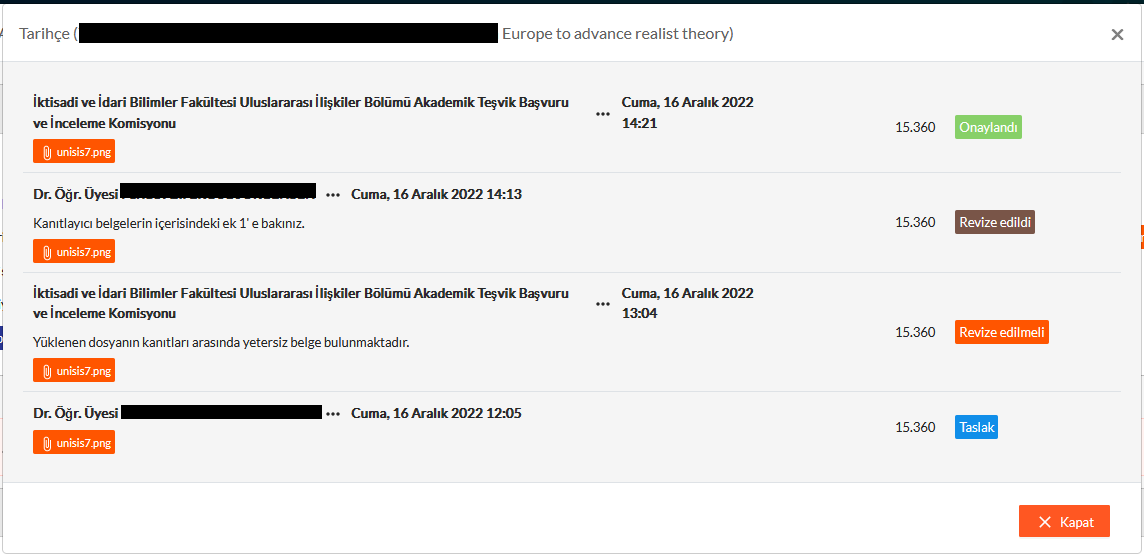 Tarihçe ( Europe to advance realist theory)
İktisadi ve İdari Bilimler Fakültesi Uluslararası İlişkiler Bölümü Akademik Teşvik Başvuru
ve İnceleme Komisyonu
... Cuma, 16 Aralık 2022
14:21
15.360 Onaylandı
unisis7.png
Dr. Öğr. Üyesi ... Cuma, 16 Aralık 2022 14:13
Kanıtlayıcı belgelerin içerisindeki ek 1' e bakınız.
15.360 Revize edildi
unisis7.png
İktisadi ve İdari Bilimler Fakültesi Uluslararası İlişkiler Bölümü Akademik Teşvik Başvuru
ve İnceleme Komisyonu
... Cuma, 16 Aralık 2022
13:04
Yüklenen dosyanın kanıtları arasında yetersiz belge bulunmaktadır.
15.360 Revize edilmeli
unisis7.png
Dr. Öğr. Üyesi ... Cuma, 16 Aralık 2022 12:05
15.360 Taslak
unisis7.png
Kapat